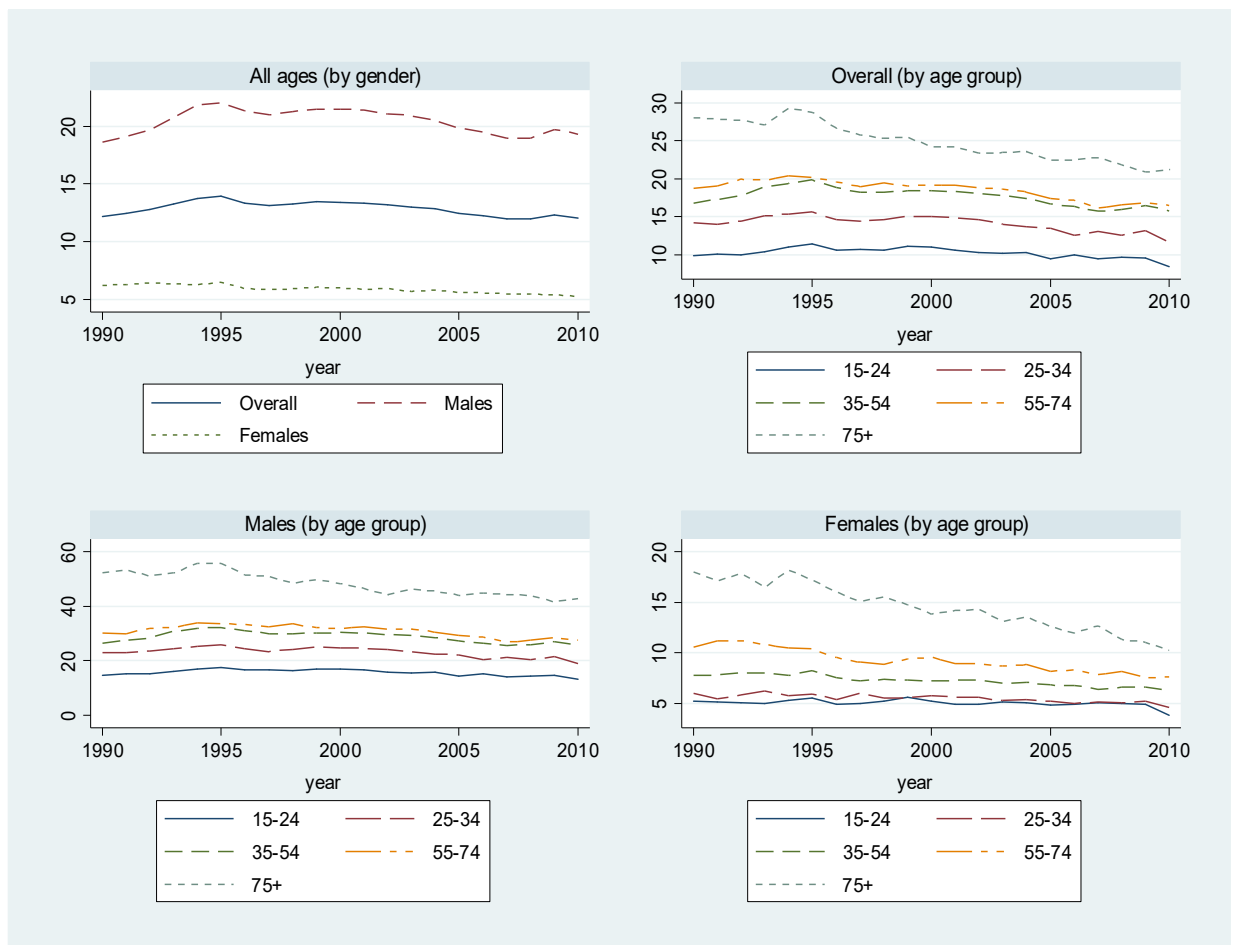 All ages (by gender)
20
15
10
5
1990 1995 2000 2005 2010
year
Overall Males
Females
Overall (by age group)
30
25
20
15
10
1990 1995 2000 2005 2010
year
15-24 25-34
35-54 55-74
75+
Males (by age group)
60
40
20
0
1990 1995 2000 2005 2010
year
15-24 25-34
35-54 55-74
75+
Females (by age group)
20
15
10
5
1990 1995 2000 2005 2010
year
15-24 25-34
35-54 55-74
75+